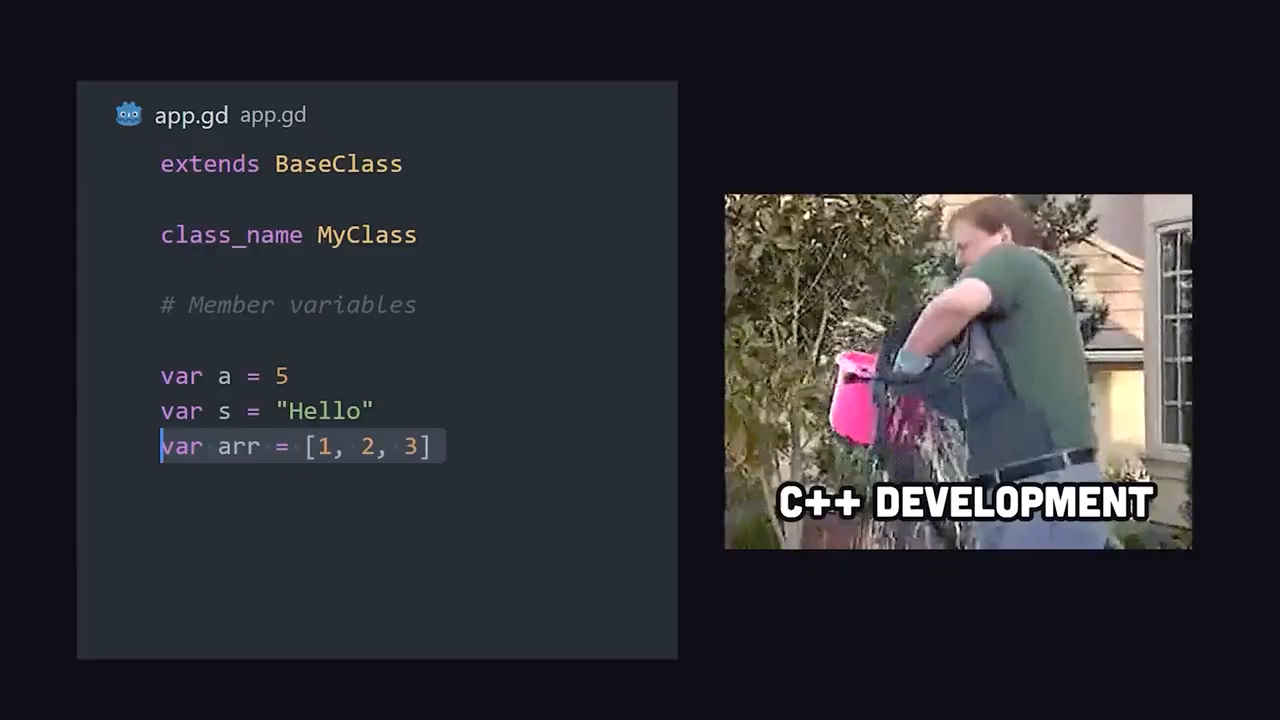 app.gd app.gd
extends BaseClass
class_name MyClass
# Member variables
var a = 5
var s = "Hello"
var arr = [1, 2, 3]
C++ DEVELOPMENT